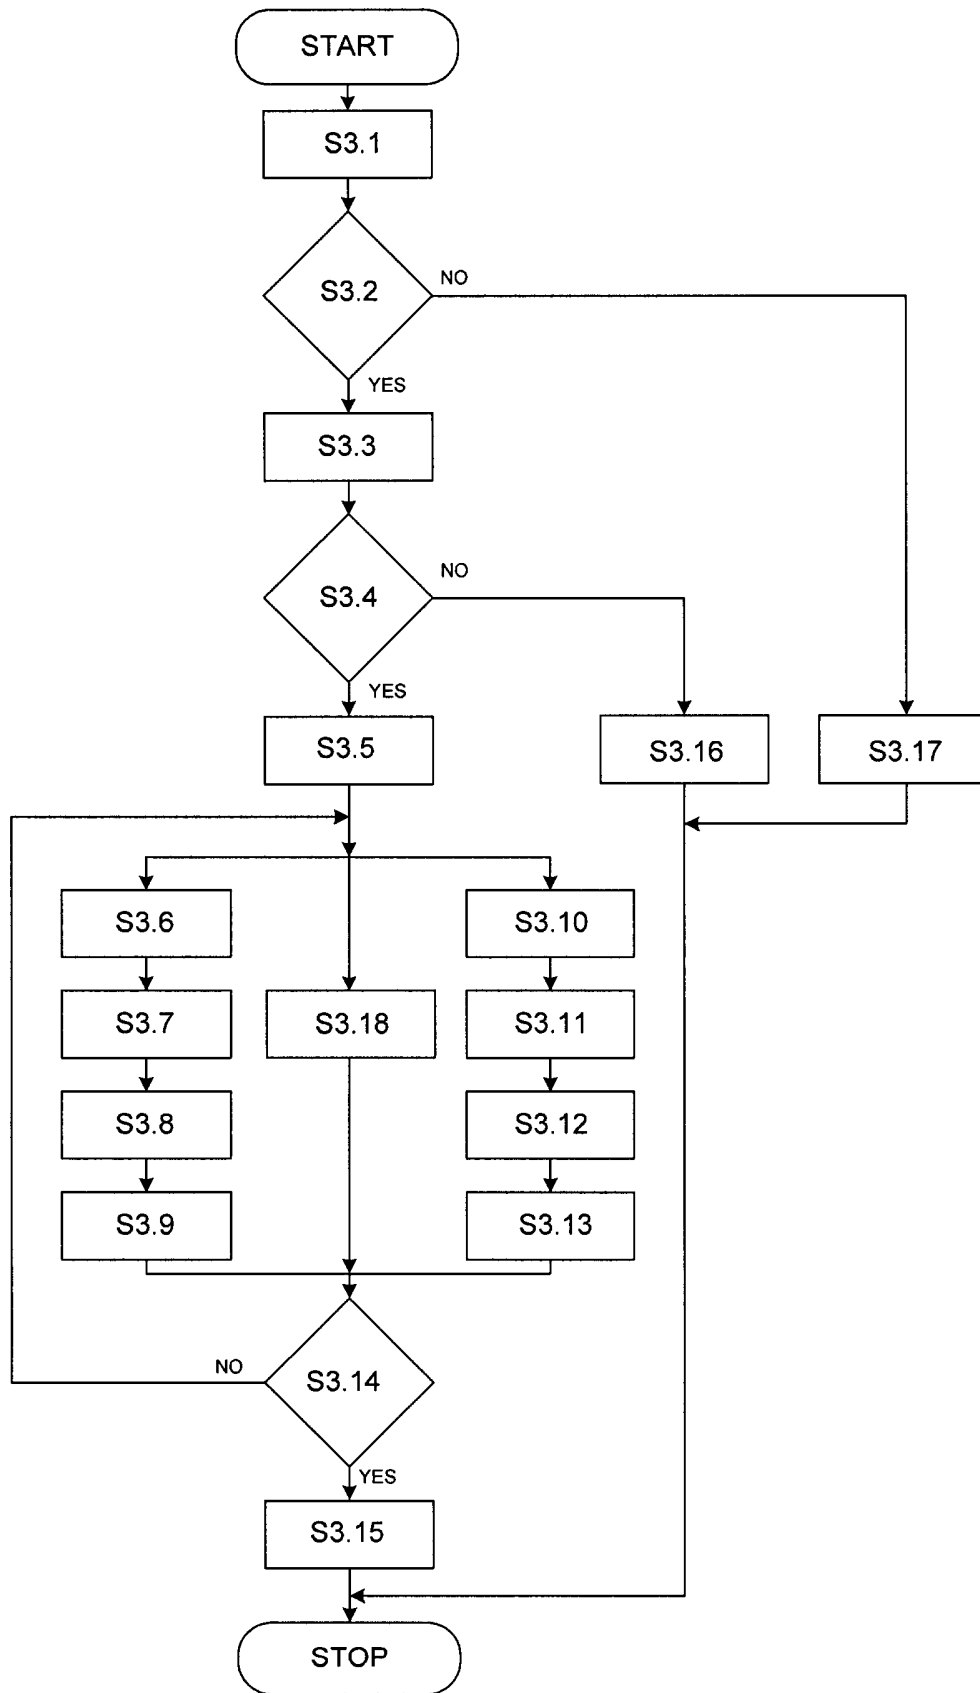 START
S3.1
S3.2
NO
YES
S3.3
S3.4
NO
YES
S3.5
S3.16
S3.17
S3.6
S3.10
S3.7
S3.18
S3.11
S3.8
S3.12
S3.9
S3.13
NO
S3.14
YES
S3.15
STOP